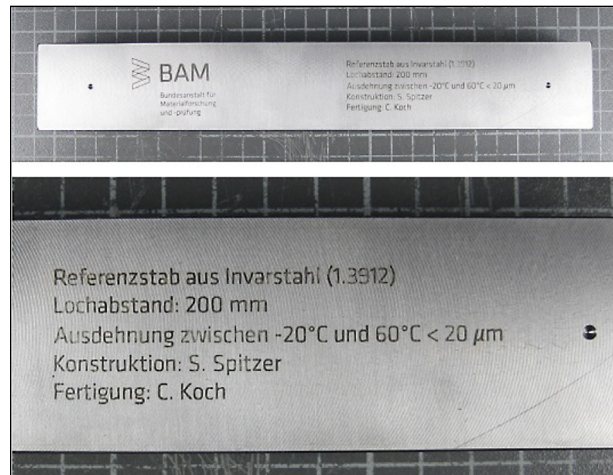 BAM
Bundesanstalt für
Materialforschung
und -prüfung
Referenzstab aus Invarstahl (1.3912)
Lochabstand: 200 mm
Ausdehnung zwischen -20°C und 60°C < 20 µm
Konstruktion: S. Spitzer
Fertigung: C. Koch
Referenzstab aus Invarstahl (1.3912)
Lochabstand: 200 mm
Ausdehnung zwischen -20°C und 60°C < 20 µm
Konstruktion: S. Spitzer
Fertigung: C. Koch